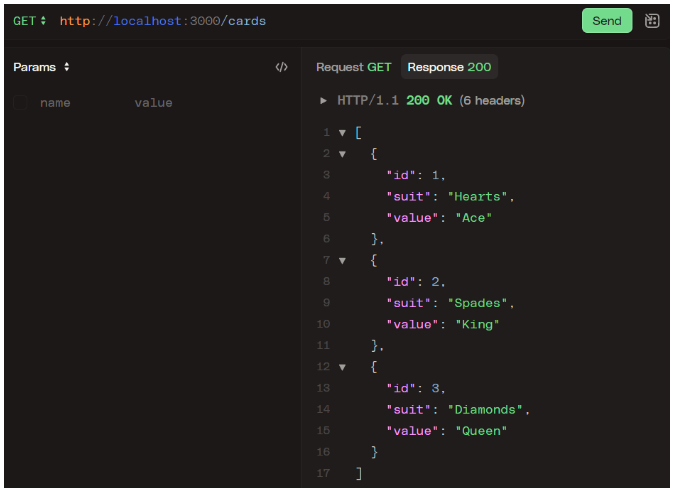 GET http://localhost:3000/cards Send
Params
name value
Request GET Response 200
HTTP/1.1 200 OK (6 headers)
1 [
2 {
3 "id": 1,
4 "suit": "Hearts",
5 "value": "Ace"
6 },
7 {
8 "id": 2,
9 "suit": "Spades",
10 "value": "King"
11 },
12 {
13 "id": 3,
14 "suit": "Diamonds",
15 "value": "Queen"
16 }
17 ]